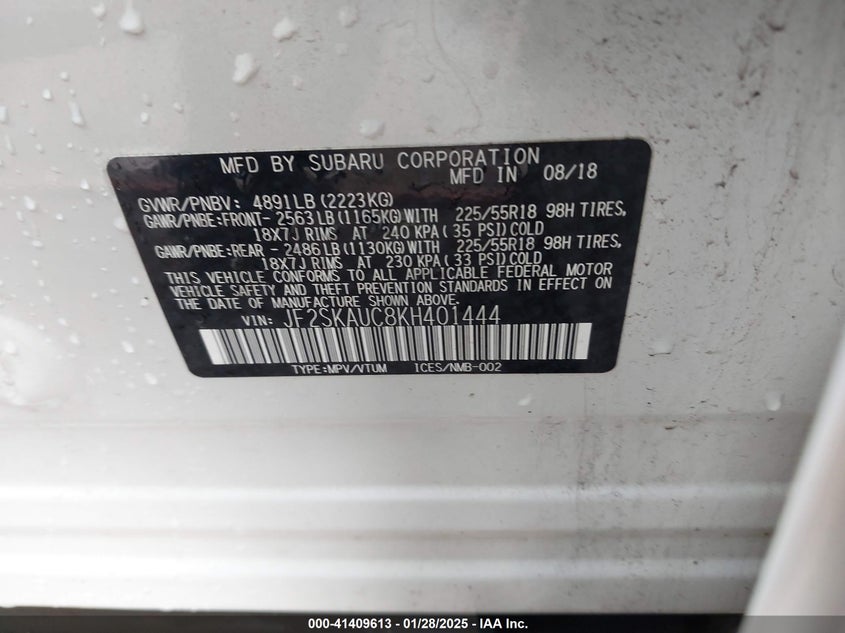 MFD BY SUBARU CORPORATION
MFD IN 08/18
GVWR/PNBV: 4891LB (2223KG)
GAWR/PNBE:FRONT- 2563LB (1165KG) WITH 225/55R18 98H TIRES,
18X7J RIMS AT 240 KPA (35 PSI) COLD
GAWR/PNBE:REAR - 2486LB (1130KG) WITH 225/55R18 98H TIRES,
18X7J RIMS AT 230 KPA (33 PSI) COLD
THIS VEHICLE CONFORMS TO ALL APPLICABLE FEDERAL MOTOR
VEHICLE SAFETY AND THEFT PREVENTION STANDARDS IN EFFECT ON
THE DATE OF MANUFACTURE SHOWN ABOVE.
VIN: JF2SKAUC8KH401444
TYPE:MPV/VTUM ICES/NMB-002
000-41409613 - 01/28/2025 - IAA Inc.